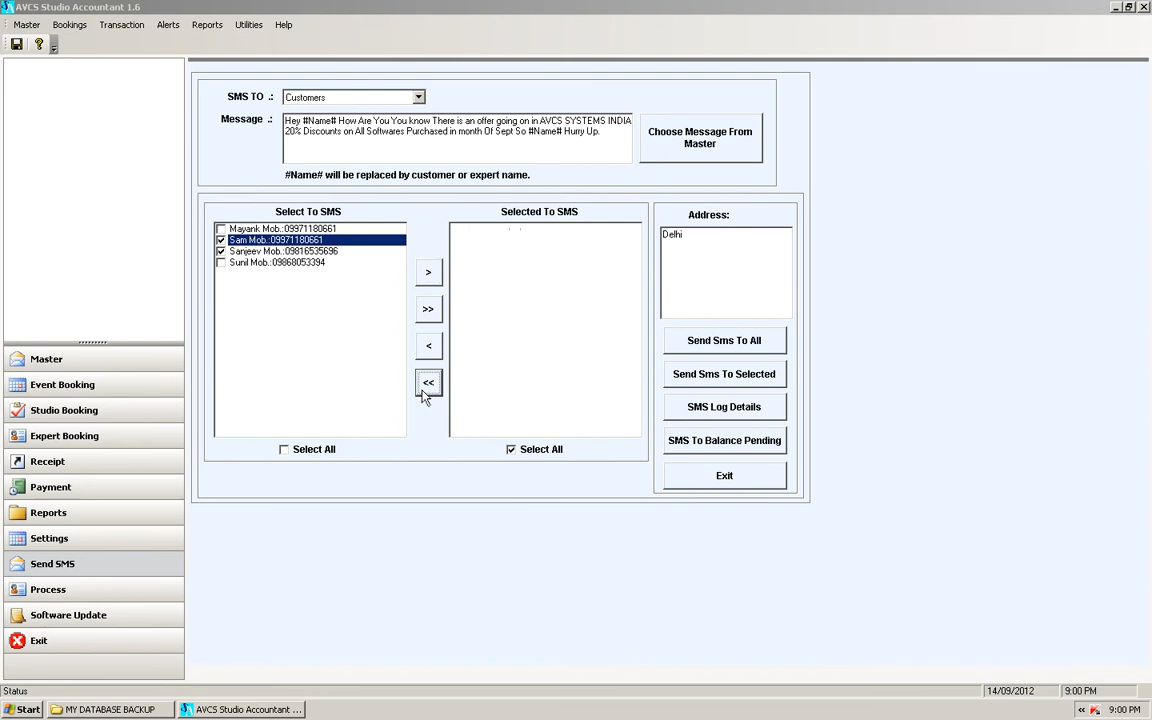 AVCS Studio Accountant 1.6
Master Bookings Transaction Alerts Reports Utilities Help
SMS TO .: Customers
Message .: Hey #Name# How Are You You know There is an offer going on in AVCS SYSTEMS INDIA
20% Discounts on All Softwares Purchased in month Of Sept So #Name# Hurry Up.
Choose Message From
Master
#Name# will be replaced by customer or expert name.
Select To SMS
Mayank Mob.:09971180661
Sam Mob.:09971180661
Sanjeev Mob.:09816535696
Sunil Mob.:09868053394
Select All
>
>>
<
<<
Selected To SMS
Select All
Address:
Delhi
Send Sms To All
Send Sms To Selected
SMS Log Details
SMS To Balance Pending
Exit
Master
Event Booking
Studio Booking
Expert Booking
Receipt
Payment
Reports
Settings
Send SMS
Process
Software Update
Exit
Status 14/09/2012 9:00 PM
Start MY DATABASE BACKUP AVCS Studio Accountant ... « 9:00 PM